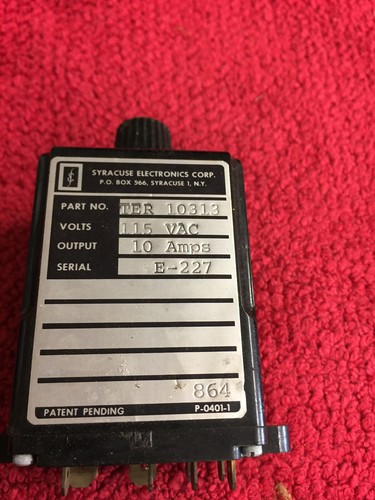 SYRACUSE ELECTRONICS CORP.
P.O. BOX 566, SYRACUSE 1, N.Y.
PART NO. TER 10313
VOLTS 115 VAC
OUTPUT 10 Amps
SERIAL E-227
864
PATENT PENDING P-0401-1